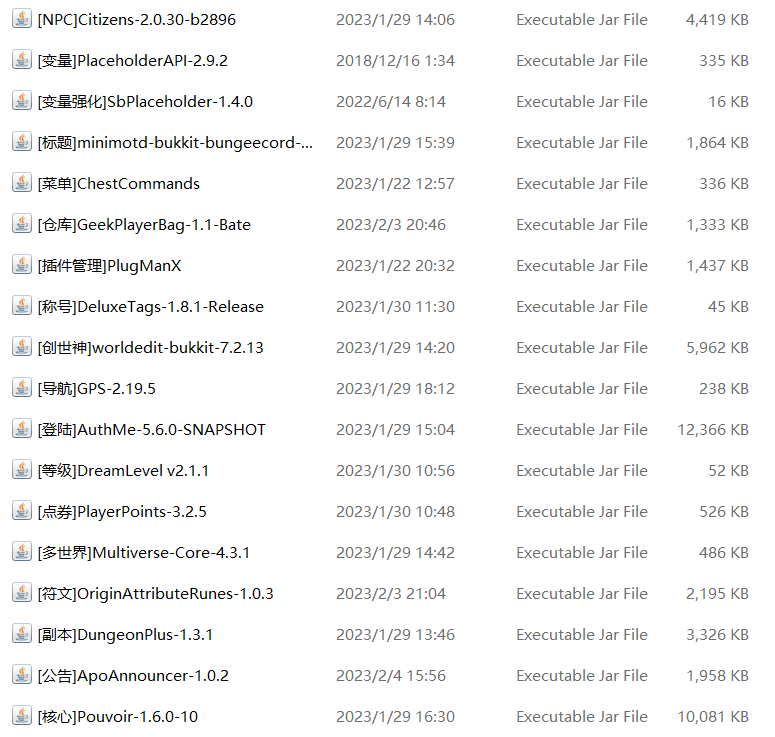 [NPC]Citizens-2.0.30-b2896 2023/1/29 14:06 Executable Jar File 4,419 KB
[变量]PlaceholderAPI-2.9.2 2018/12/16 1:34 Executable Jar File 335 KB
[变量强化]SbPlaceholder-1.4.0 2022/6/14 8:14 Executable Jar File 16 KB
[标题]minimotd-bukkit-bungeecord-... 2023/1/29 15:39 Executable Jar File 1,864 KB
[菜单]ChestCommands 2023/1/22 12:57 Executable Jar File 336 KB
[仓库]GeekPlayerBag-1.1-Bate 2023/2/3 20:46 Executable Jar File 1,333 KB
[插件管理]PlugManX 2023/1/22 20:32 Executable Jar File 1,437 KB
[称号]DeluxeTags-1.8.1-Release 2023/1/30 11:30 Executable Jar File 45 KB
[创世神]worldedit-bukkit-7.2.13 2023/1/29 14:20 Executable Jar File 5,962 KB
[导航]GPS-2.19.5 2023/1/29 18:12 Executable Jar File 238 KB
[登陆]AuthMe-5.6.0-SNAPSHOT 2023/1/29 15:04 Executable Jar File 12,366 KB
[等级]DreamLevel v2.1.1 2023/1/30 10:56 Executable Jar File 52 KB
[点券]PlayerPoints-3.2.5 2023/1/30 10:48 Executable Jar File 526 KB
[多世界]Multiverse-Core-4.3.1 2023/1/29 14:42 Executable Jar File 486 KB
[符文]OriginAttributeRunes-1.0.3 2023/2/3 21:04 Executable Jar File 2,195 KB
[副本]DungeonPlus-1.3.1 2023/1/29 13:46 Executable Jar File 3,326 KB
[公告]ApoAnnouncer-1.0.2 2023/2/4 15:56 Executable Jar File 1,958 KB
[核心]Pouvoir-1.6.0-10 2023/1/29 16:30 Executable Jar File 10,081 KB